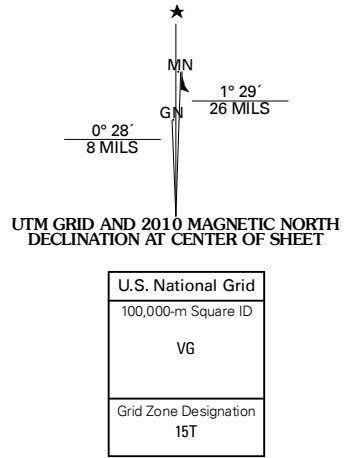 MN
1° 29´
26 MILS
GN
0° 28´
8 MILS
UTM GRID AND 2010 MAGNETIC NORTH
DECLINATION AT CENTER OF SHEET
U.S. National Grid
100,000-m Square ID
VG
Grid Zone Designation
15T